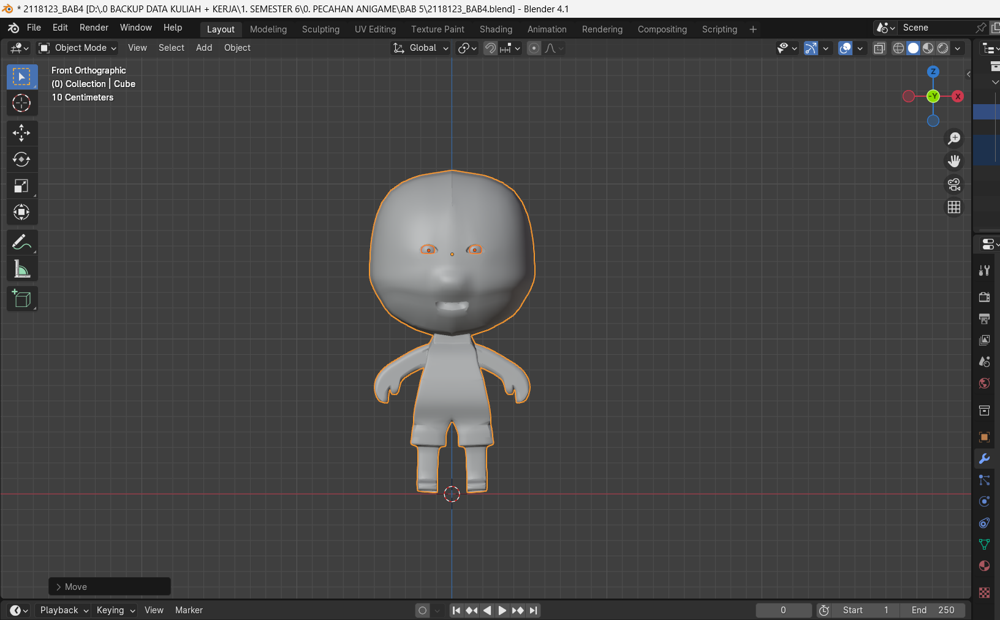 * 2118123_BAB4 [D:\.0 BACKUP DATA KULIAH + KERJA\1. SEMESTER 6\0. PECAHAN ANIGAME\BAB 5\2118123_BAB4.blend] - Blender 4.1
File Edit Render Window Help Layout Modeling Sculpting UV Editing Texture Paint Shading Animation Rendering Compositing Scripting + Scene
Object Mode View Select Add Object Global
Front Orthographic
(0) Collection | Cube
10 Centimeters
Z
-Y X
Move
Playback Keying View Marker 0 Start 1 End 250